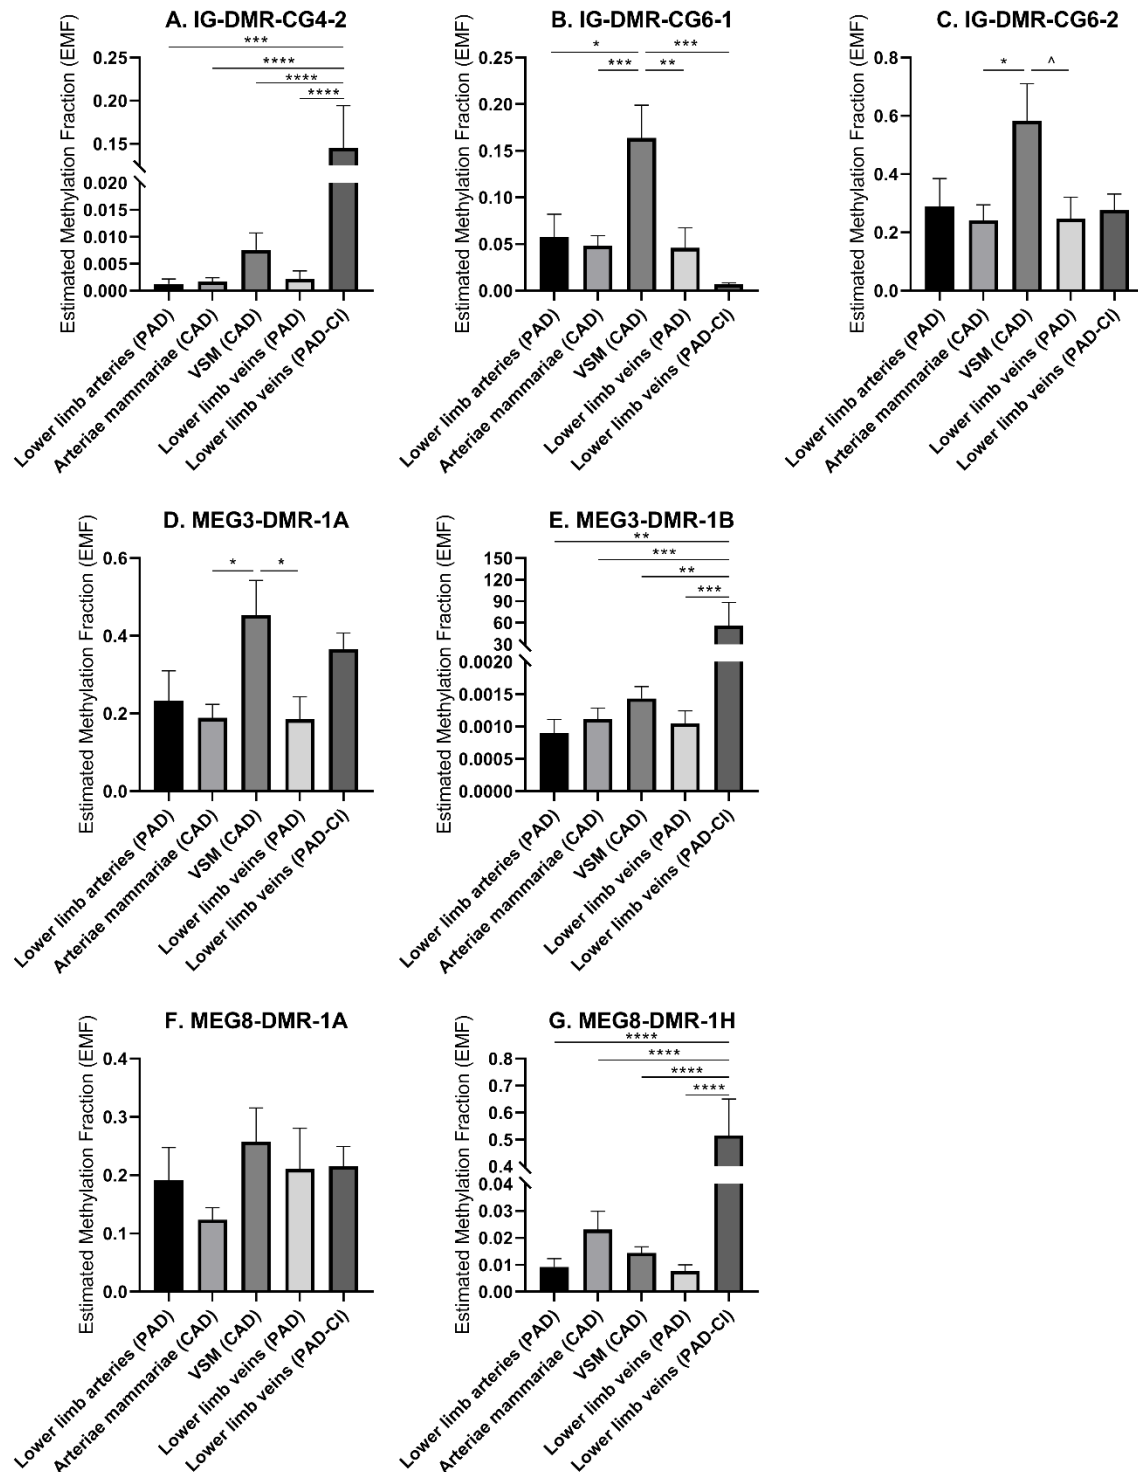 A. IG-DMR-CG4-2
Estimated Methylation Fraction (EMF)
***
****
****
****
0.25
0.20
0.15
0.020
0.015
0.010
0.005
0.000
Lower limb arteries (PAD)
Arteriae mammariae (CAD)
VSM (CAD)
Lower limb veins (PAD)
Lower limb veins (PAD-CI)
B. IG-DMR-CG6-1
Estimated Methylation Fraction (EMF)
* ***
*** **
0.25
0.20
0.15
0.10
0.05
0.00
Lower limb arteries (PAD)
Arteriae mammariae (CAD)
VSM (CAD)
Lower limb veins (PAD)
Lower limb veins (PAD-CI)
C. IG-DMR-CG6-2
Estimated Methylation Fraction (EMF)
* ^
0.8
0.6
0.4
0.2
0.0
Lower limb arteries (PAD)
Arteriae mammariae (CAD)
VSM (CAD)
Lower limb veins (PAD)
Lower limb veins (PAD-CI)
D. MEG3-DMR-1A
Estimated Methylation Fraction (EMF)
* *
0.6
0.4
0.2
0.0
Lower limb arteries (PAD)
Arteriae mammariae (CAD)
VSM (CAD)
Lower limb veins (PAD)
Lower limb veins (PAD-CI)
E. MEG3-DMR-1B
Estimated Methylation Fraction (EMF)
**
***
**
***
150
120
90
60
30
0.0020
0.0015
0.0010
0.0005
0.0000
Lower limb arteries (PAD)
Arteriae mammariae (CAD)
VSM (CAD)
Lower limb veins (PAD)
Lower limb veins (PAD-CI)
F. MEG8-DMR-1A
Estimated Methylation Fraction (EMF)
0.4
0.3
0.2
0.1
0.0
Lower limb arteries (PAD)
Arteriae mammariae (CAD)
VSM (CAD)
Lower limb veins (PAD)
Lower limb veins (PAD-CI)
G. MEG8-DMR-1H
Estimated Methylation Fraction (EMF)
****
****
****
****
0.8
0.7
0.6
0.5
0.4
0.04
0.03
0.02
0.01
0.00
Lower limb arteries (PAD)
Arteriae mammariae (CAD)
VSM (CAD)
Lower limb veins (PAD)
Lower limb veins (PAD-CI)